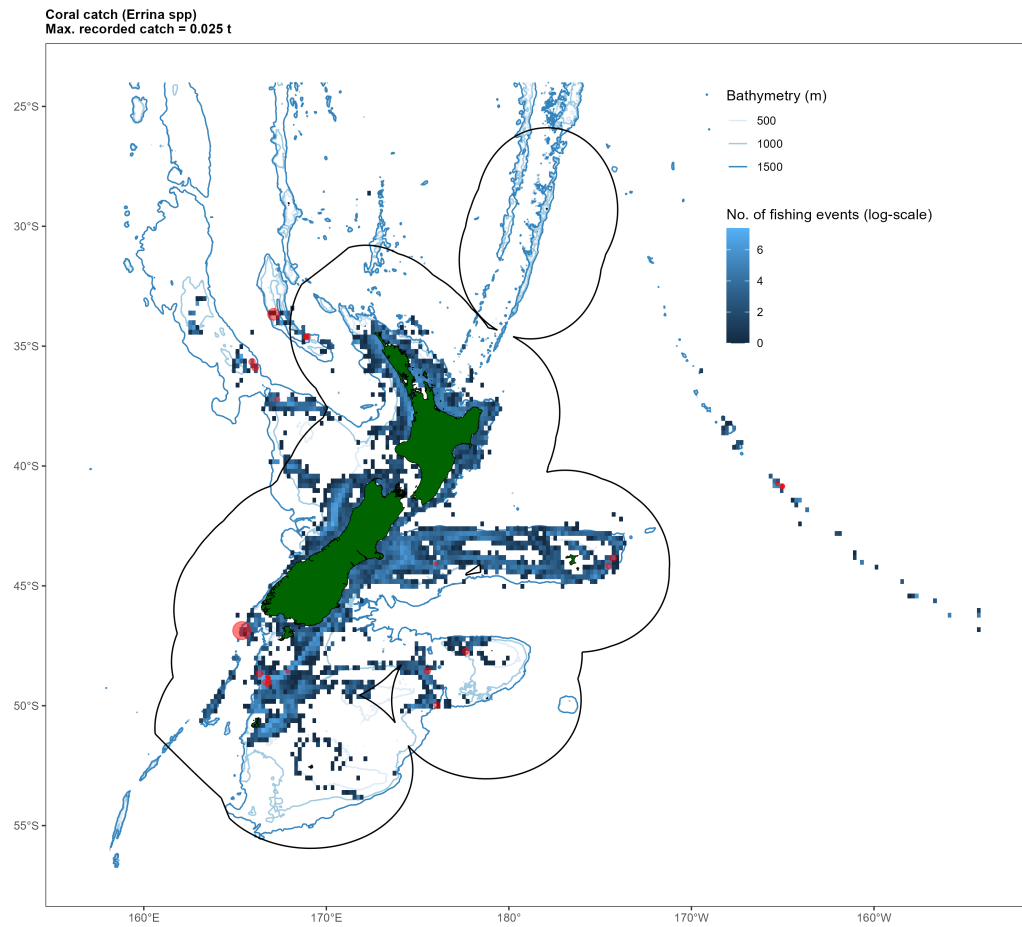 Coral catch (Errina spp)
Max. recorded catch = 0.025 t
Bathymetry (m)
500
1000
1500
No. of fishing events (log-scale)
6
4
2
0
25°S
30°S
35°S
40°S
45°S
50°S
55°S
160°E
170°E
180°
170°W
160°W